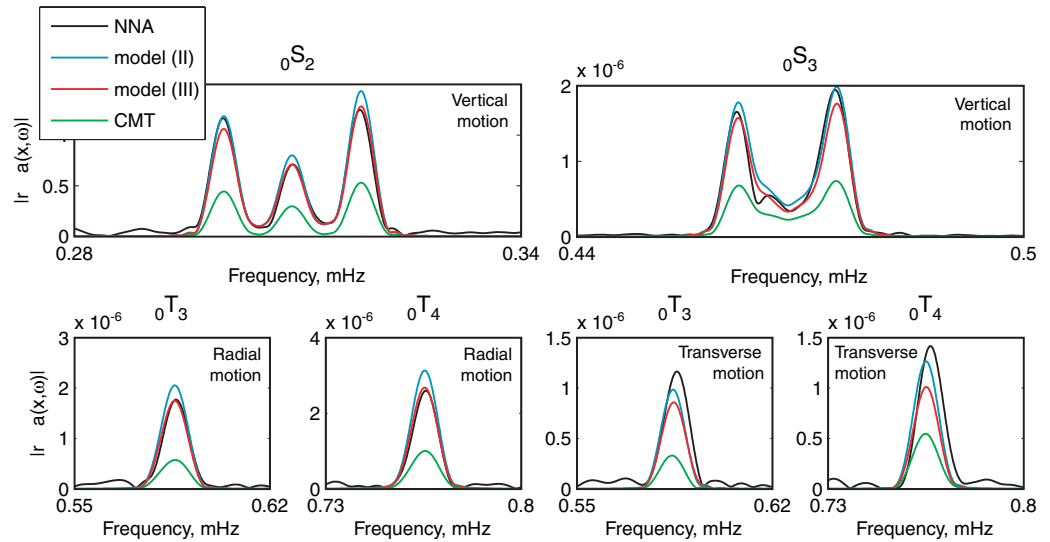 NNA
model (II)
model (III)
CMT
0S2
Vertical motion
|r a(x,ω)|
0.5
0
0.28
0.34
Frequency, mHz
0S3
x 10-6
Vertical motion
2
1
0
0.44
0.5
Frequency, mHz
0T3
x 10-6
Radial motion
|r a(x,ω)|
3
2
1
0
0.55
0.62
Frequency, mHz
0T4
x 10-6
Radial motion
4
2
0
0.73
0.8
Frequency, mHz
0T3
x 10-6
Transverse motion
1.5
1
0.5
0
0.55
0.62
Frequency, mHz
0T4
x 10-6
Transverse motion
1.5
1
0.5
0
0.73
0.8
Frequency, mHz